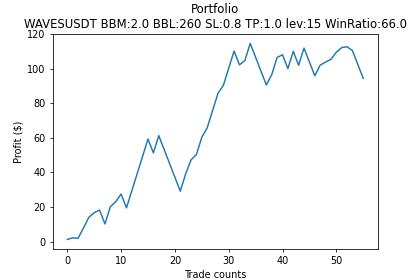 Portfolio
WAVESUSDT BBM:2.0 BBL:260 SL:0.8 TP:1.0 lev:15 WinRatio:66.0
120
100
80
60
40
20
0
Profit ($)
0 10 20 30 40 50
Trade counts